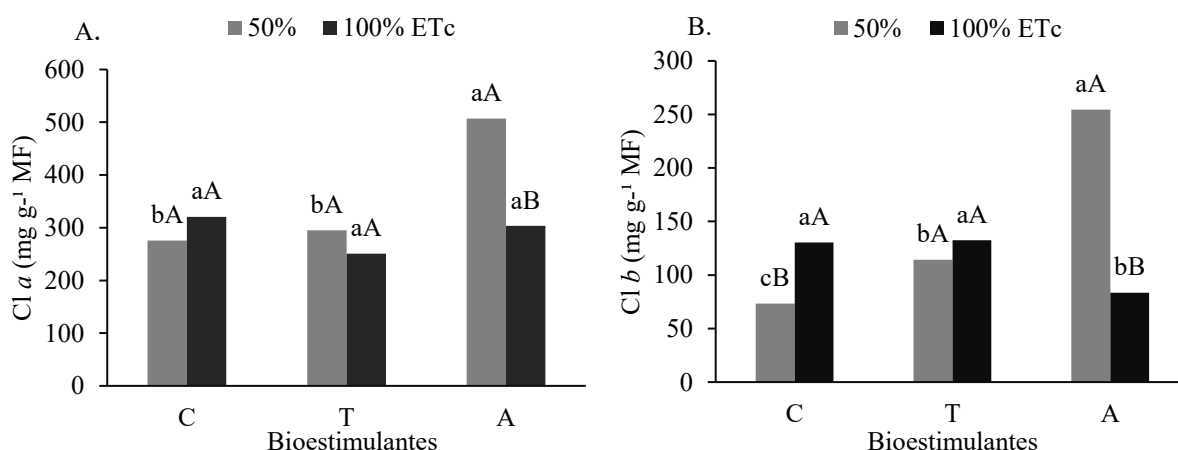 A.
50% 100% ETc
Cl a (mg g-¹ MF)
600
500
400
300
200
100
0
bA
aA
bA
aA
aA
aB
C T A
Bioestimulantes
B.
50% 100% ETc
Cl b (mg g-¹ MF)
300
250
200
150
100
50
0
cB
aA
bA
aA
aA
bB
C T A
Bioestimulantes